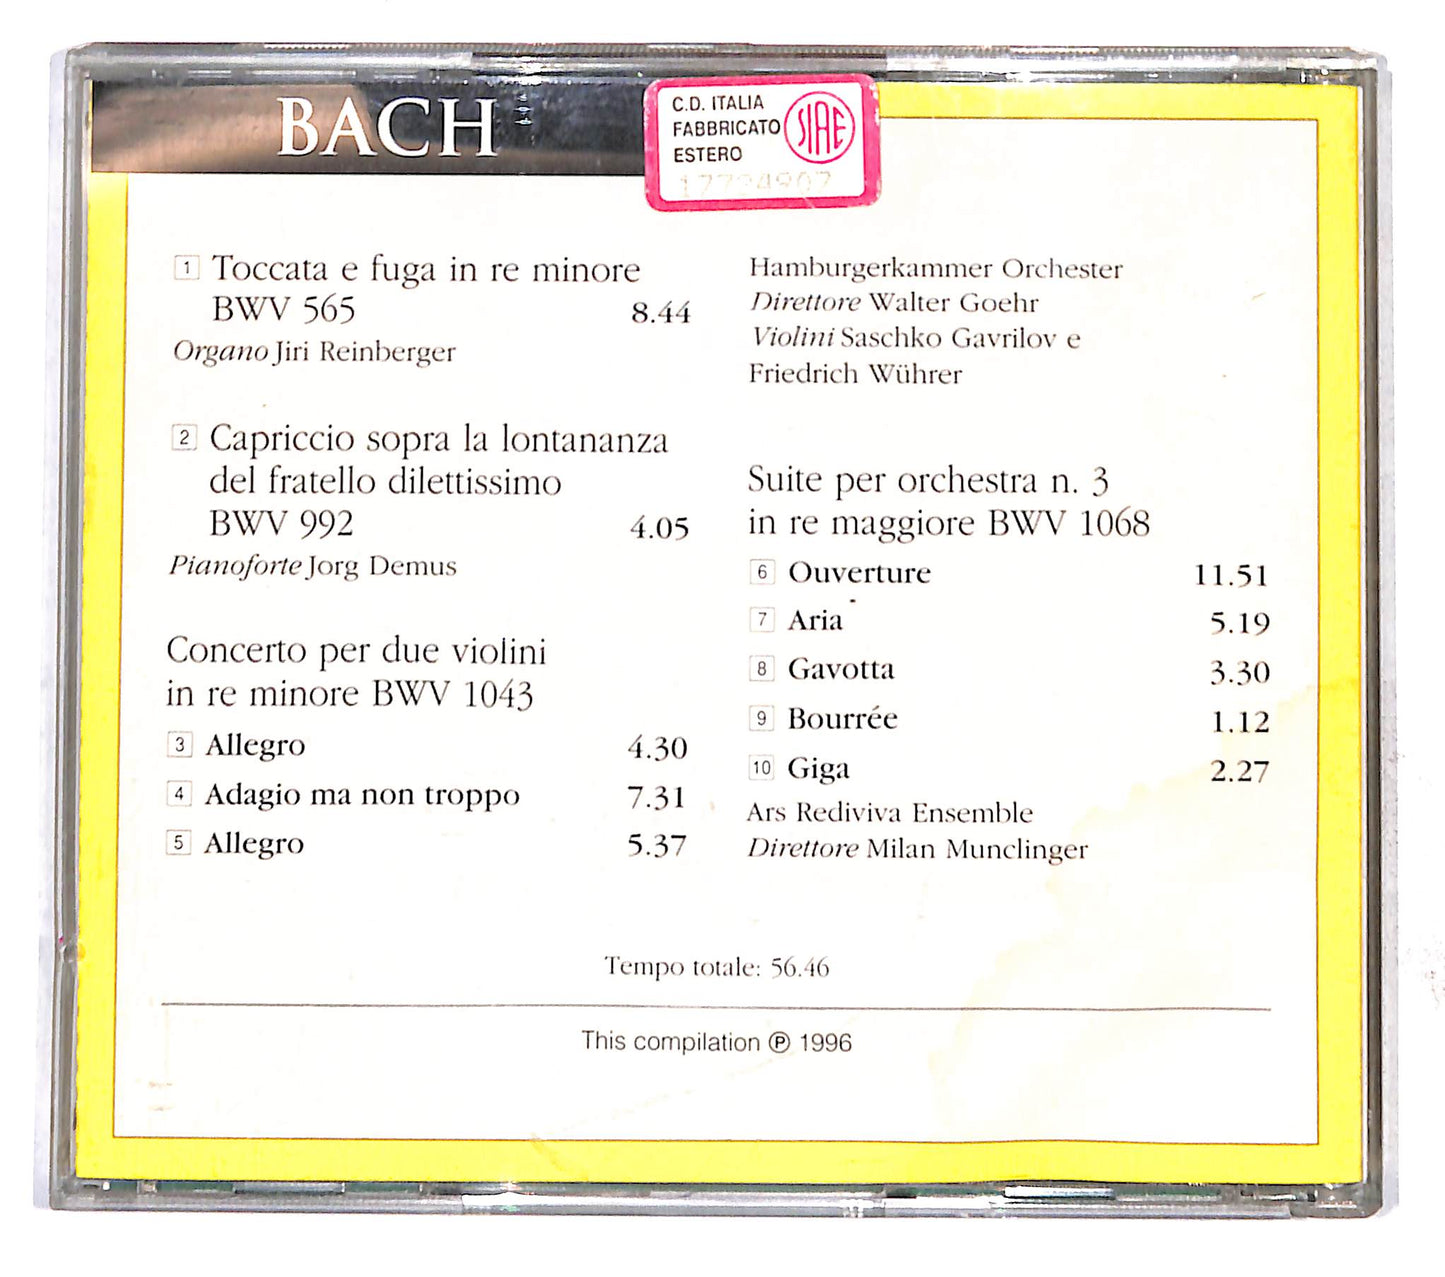 BACH
C.D. ITALIA
FABBRICATO
ESTERO
SIAE
1 Toccata e fuga in re minore
BWV 565 8.44
Organo Jiri Reinberger
2 Capriccio sopra la lontananza
del fratello dilettissimo
BWV 992 4.05
Pianoforte Jorg Demus
Concerto per due violini
in re minore BWV 1043
3 Allegro 4.30
4 Adagio ma non troppo 7.31
5 Allegro 5.37
Hamburgerkammer Orchester
Direttore Walter Goehr
Violini Saschko Gavrilov e
Friedrich Wührer
Suite per orchestra n. 3
in re maggiore BWV 1068
6 Ouverture 11.51
7 Aria 5.19
8 Gavotta 3.30
9 Bourrée 1.12
10 Giga 2.27
Ars Rediviva Ensemble
Direttore Milan Munclinger
Tempo totale: 56.46
This compilation ℗ 1996